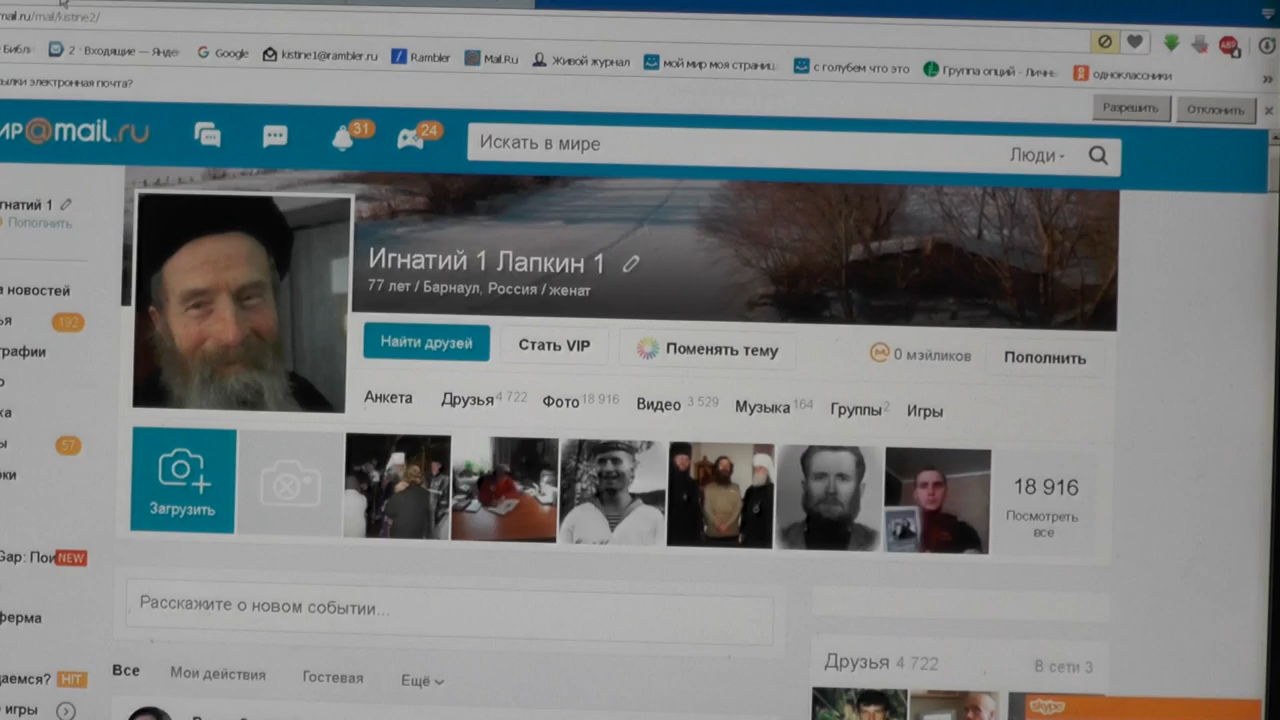 mail.ru/mail/kistine2/
2 · Входящие — Янде
Google
kistine1@rambler.ru
Rambler
Mail.Ru
Живой журнал
мой мир моя страниц
с голубем что это
Группа опций - Личн
одноклассники
ылки электронная почта?
Разрешить
Отклонить
ИР@mail.ru
31
24
Искать в мире
Люди
гнатий 1
Пополнить
Игнатий 1 Лапкин 1
77 лет / Барнаул, Россия / женат
а новостей
ья 192
графии
о
ка
ы 57
рки
Найти друзей
Стать VIP
Поменять тему
0 мэйликов
Пополнить
Анкета
Друзья 4 722
Фото 18 916
Видео 3 529
Музыка 164
Группы 2
Игры
Загрузить
18 916
Посмотреть
все
Gap: Пои NEW
ферма
Расскажите о новом событии...
Друзья 4 722
В сети 3
аемся? HIT
Все
Мои действия
Гостевая
Ещё
игры
skype